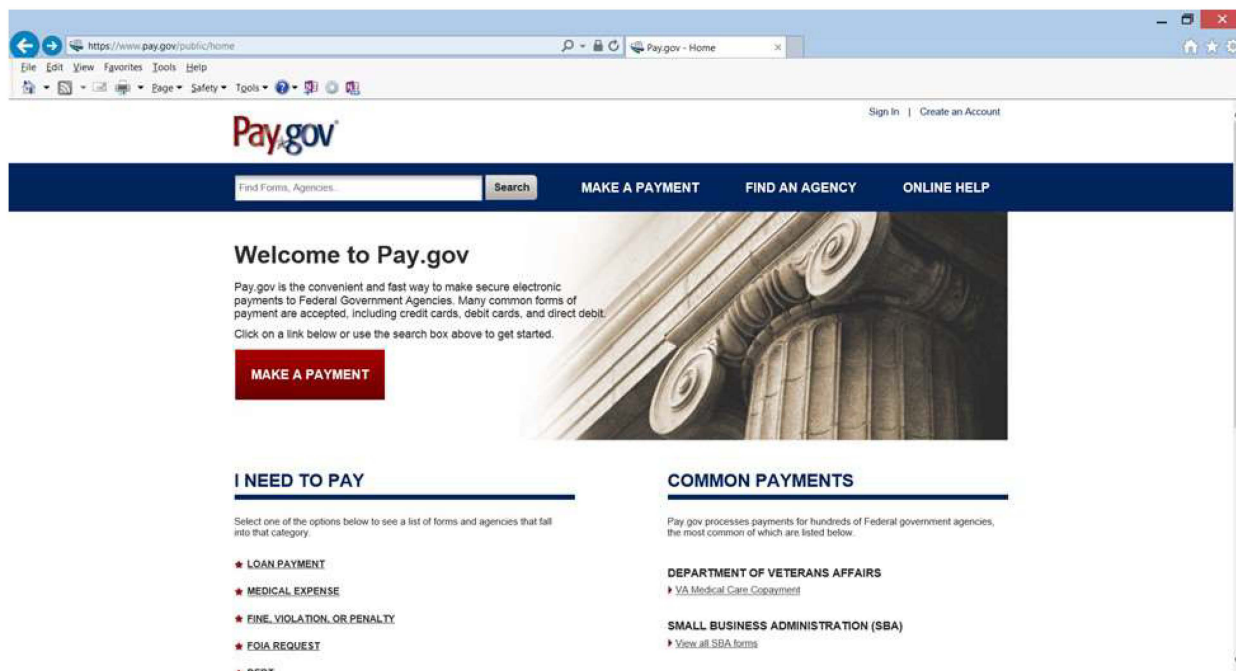 https://www.pay.gov/public/home
Pay.gov - Home
File Edit View Favorites Tools Help
Page Safety Tools
Sign In | Create an Account
Pay.gov
Find Forms, Agencies..
Search
MAKE A PAYMENT
FIND AN AGENCY
ONLINE HELP
Welcome to Pay.gov
Pay.gov is the convenient and fast way to make secure electronic
payments to Federal Government Agencies. Many common forms of
payment are accepted, including credit cards, debit cards, and direct debit.
Click on a link below or use the search box above to get started.
MAKE A PAYMENT
I NEED TO PAY
Select one of the options below to see a list of forms and agencies that fall
into that category.
LOAN PAYMENT
MEDICAL EXPENSE
FINE, VIOLATION, OR PENALTY
FOIA REQUEST
COMMON PAYMENTS
Pay.gov processes payments for hundreds of Federal government agencies,
the most common of which are listed below.
DEPARTMENT OF VETERANS AFFAIRS
VA Medical Care Copayment
SMALL BUSINESS ADMINISTRATION (SBA)
View all SBA forms